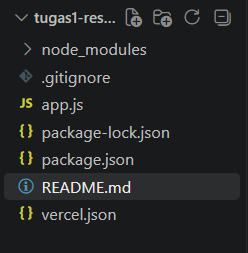 tugas1-res...
node_modules
.gitignore
JS app.js
{} package-lock.json
{} package.json
README.md
{} vercel.json